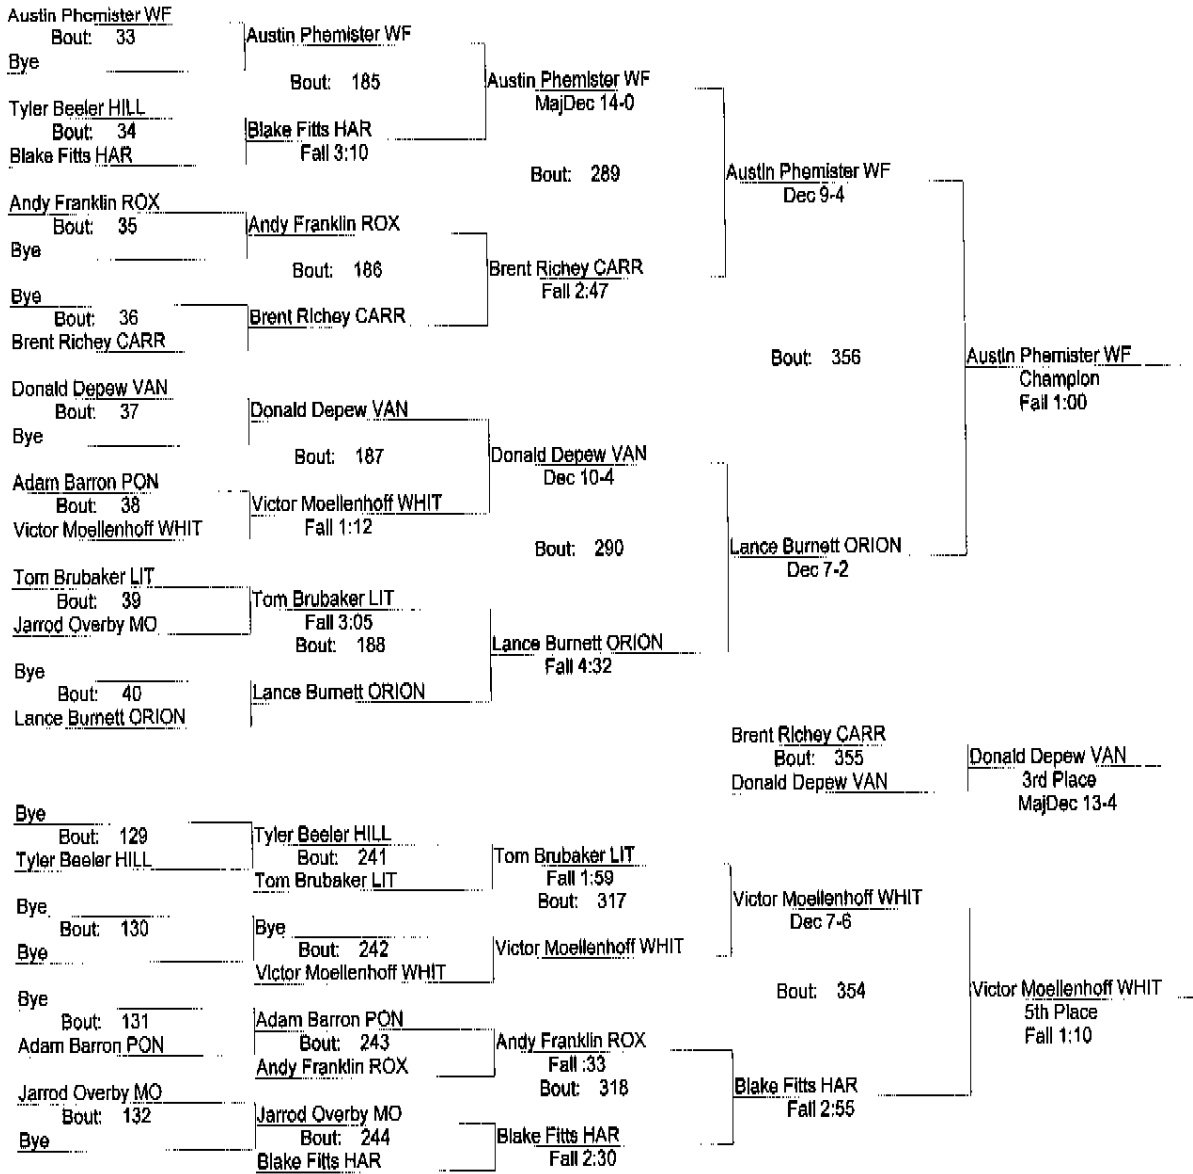 Austin Phemister WF
Bout: 33
Bye
Austin Phemister WF
Bout: 185
Tyler Beeler HILL
Bout: 34
Blake Fitts HAR
Blake Fitts HAR
Fall 3:10
Austin Phemister WF
MajDec 14-0
Bout: 289
Andy Franklin ROX
Bout: 35
Bye
Andy Franklin ROX
Bout: 186
Bye
Bout: 36
Brent Richey CARR
Brent Richey CARR
Brent Richey CARR
Fall 2:47
Austin Phemister WF
Dec 9-4
Bout: 356
Donald Depew VAN
Bout: 37
Bye
Donald Depew VAN
Bout: 187
Adam Barron PON
Bout: 38
Victor Moellenhoff WHIT
Victor Moellenhoff WHIT
Fall 1:12
Donald Depew VAN
Dec 10-4
Bout: 290
Tom Brubaker LIT
Bout: 39
Jarrod Overby MO
Tom Brubaker LIT
Fall 3:05
Bout: 188
Bye
Bout: 40
Lance Burnett ORION
Lance Burnett ORION
Lance Burnett ORION
Fall 4:32
Lance Burnett ORION
Dec 7-2
Austin Phemister WF
Champion
Fall 1:00
Brent Richey CARR
Bout: 355
Donald Depew VAN
Donald Depew VAN
3rd Place
MajDec 13-4
Bye
Bout: 129
Tyler Beeler HILL
Tyler Beeler HILL
Bout: 241
Tom Brubaker LIT
Tom Brubaker LIT
Fall 1:59
Bout: 317
Bye
Bout: 130
Bye
Bye
Bout: 242
Victor Moellenhoff WHIT
Victor Moellenhoff WHIT
Victor Moellenhoff WHIT
Dec 7-6
Bout: 354
Bye
Bout: 131
Adam Barron PON
Adam Barron PON
Bout: 243
Andy Franklin ROX
Andy Franklin ROX
Fall :33
Bout: 318
Jarrod Overby MO
Bout: 132
Bye
Jarrod Overby MO
Bout: 244
Blake Fitts HAR
Blake Fitts HAR
Fall 2:30
Blake Fitts HAR
Fall 2:55
Victor Moellenhoff WHIT
5th Place
Fall 1:10